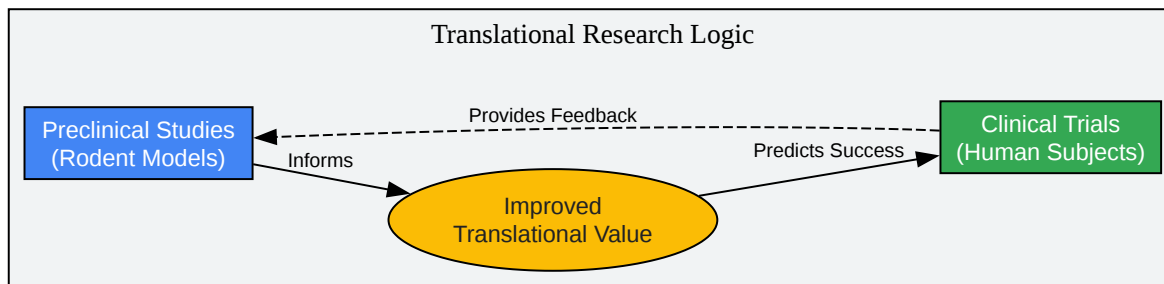 Translational Research Logic
Provides Feedback
Preclinical Studies
(Rodent Models)
Informs
Improved
Translational Value
Predicts Success
Clinical Trials
(Human Subjects)